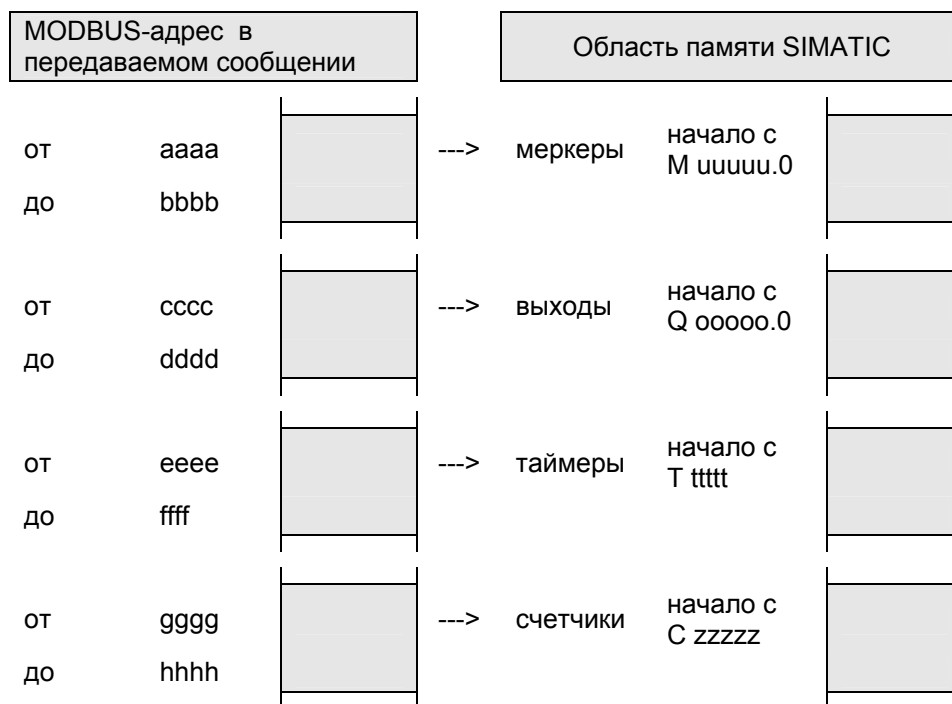 MODBUS-адрес в
передаваемом сообщении
Область памяти SIMATIC
от aaaa ---> меркеры начало с
M uuuuu.0
до bbbb
от cccc ---> выходы начало с
Q ooooo.0
до dddd
от eeee ---> таймеры начало с
T ttttt
до ffff
от gggg ---> счетчики начало с
C zzzzz
до hhhh